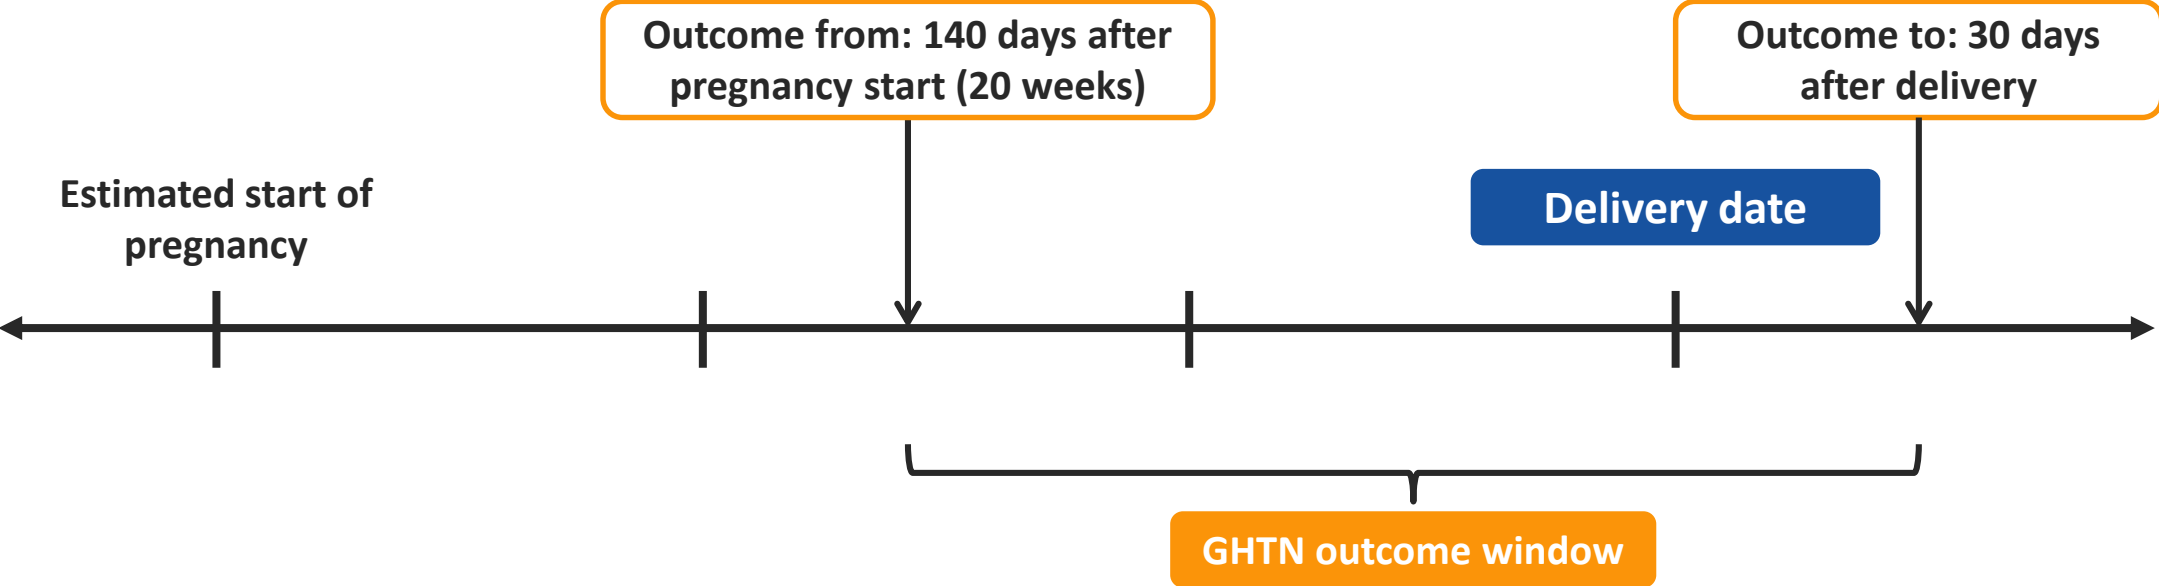 Outcome from: 140 days after
pregnancy start (20 weeks)
Outcome to: 30 days
after delivery
Estimated start of
pregnancy
Delivery date
GHTN outcome window